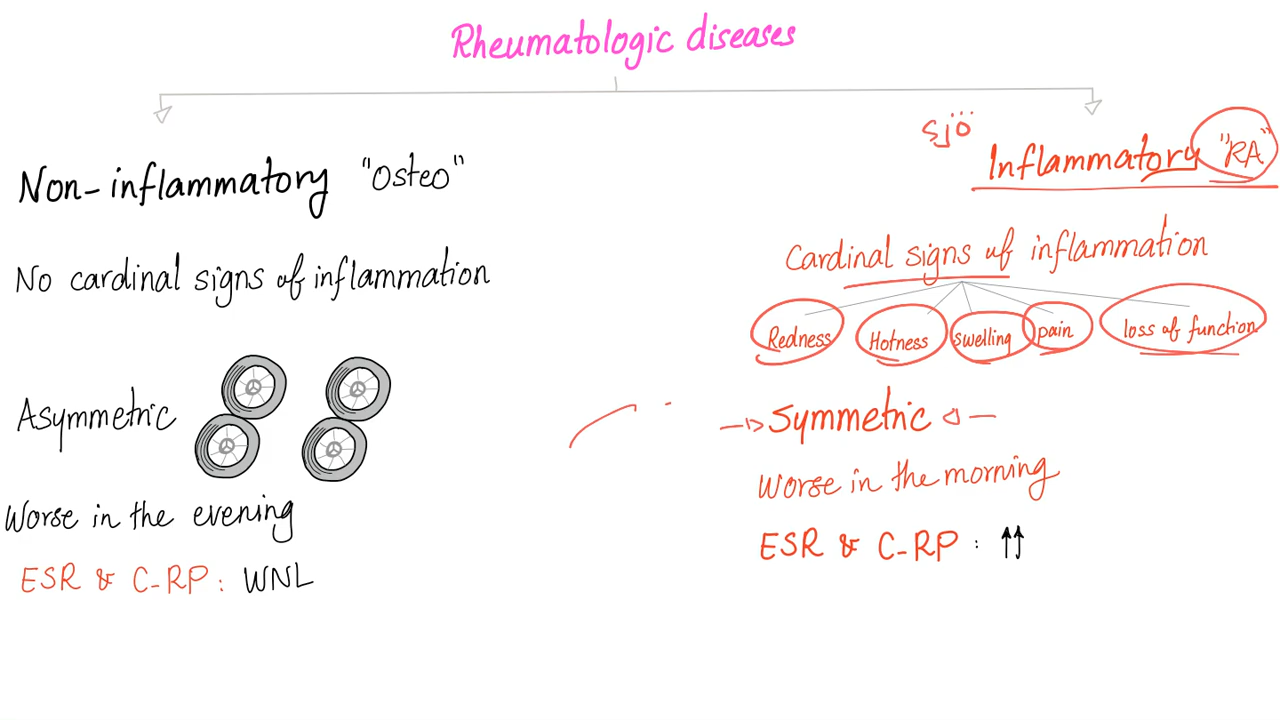 Rheumatologic diseases
Non-inflammatory "Osteo"
No cardinal signs of inflammation
Asymmetric
Worse in the evening
ESR & C-RP: WNL
Sjö...
Inflammatory "RA"
Cardinal signs of inflammation
Redness Hotness swelling pain loss of function
Symmetric
Worse in the morning
ESR & C-RP: ↑↑